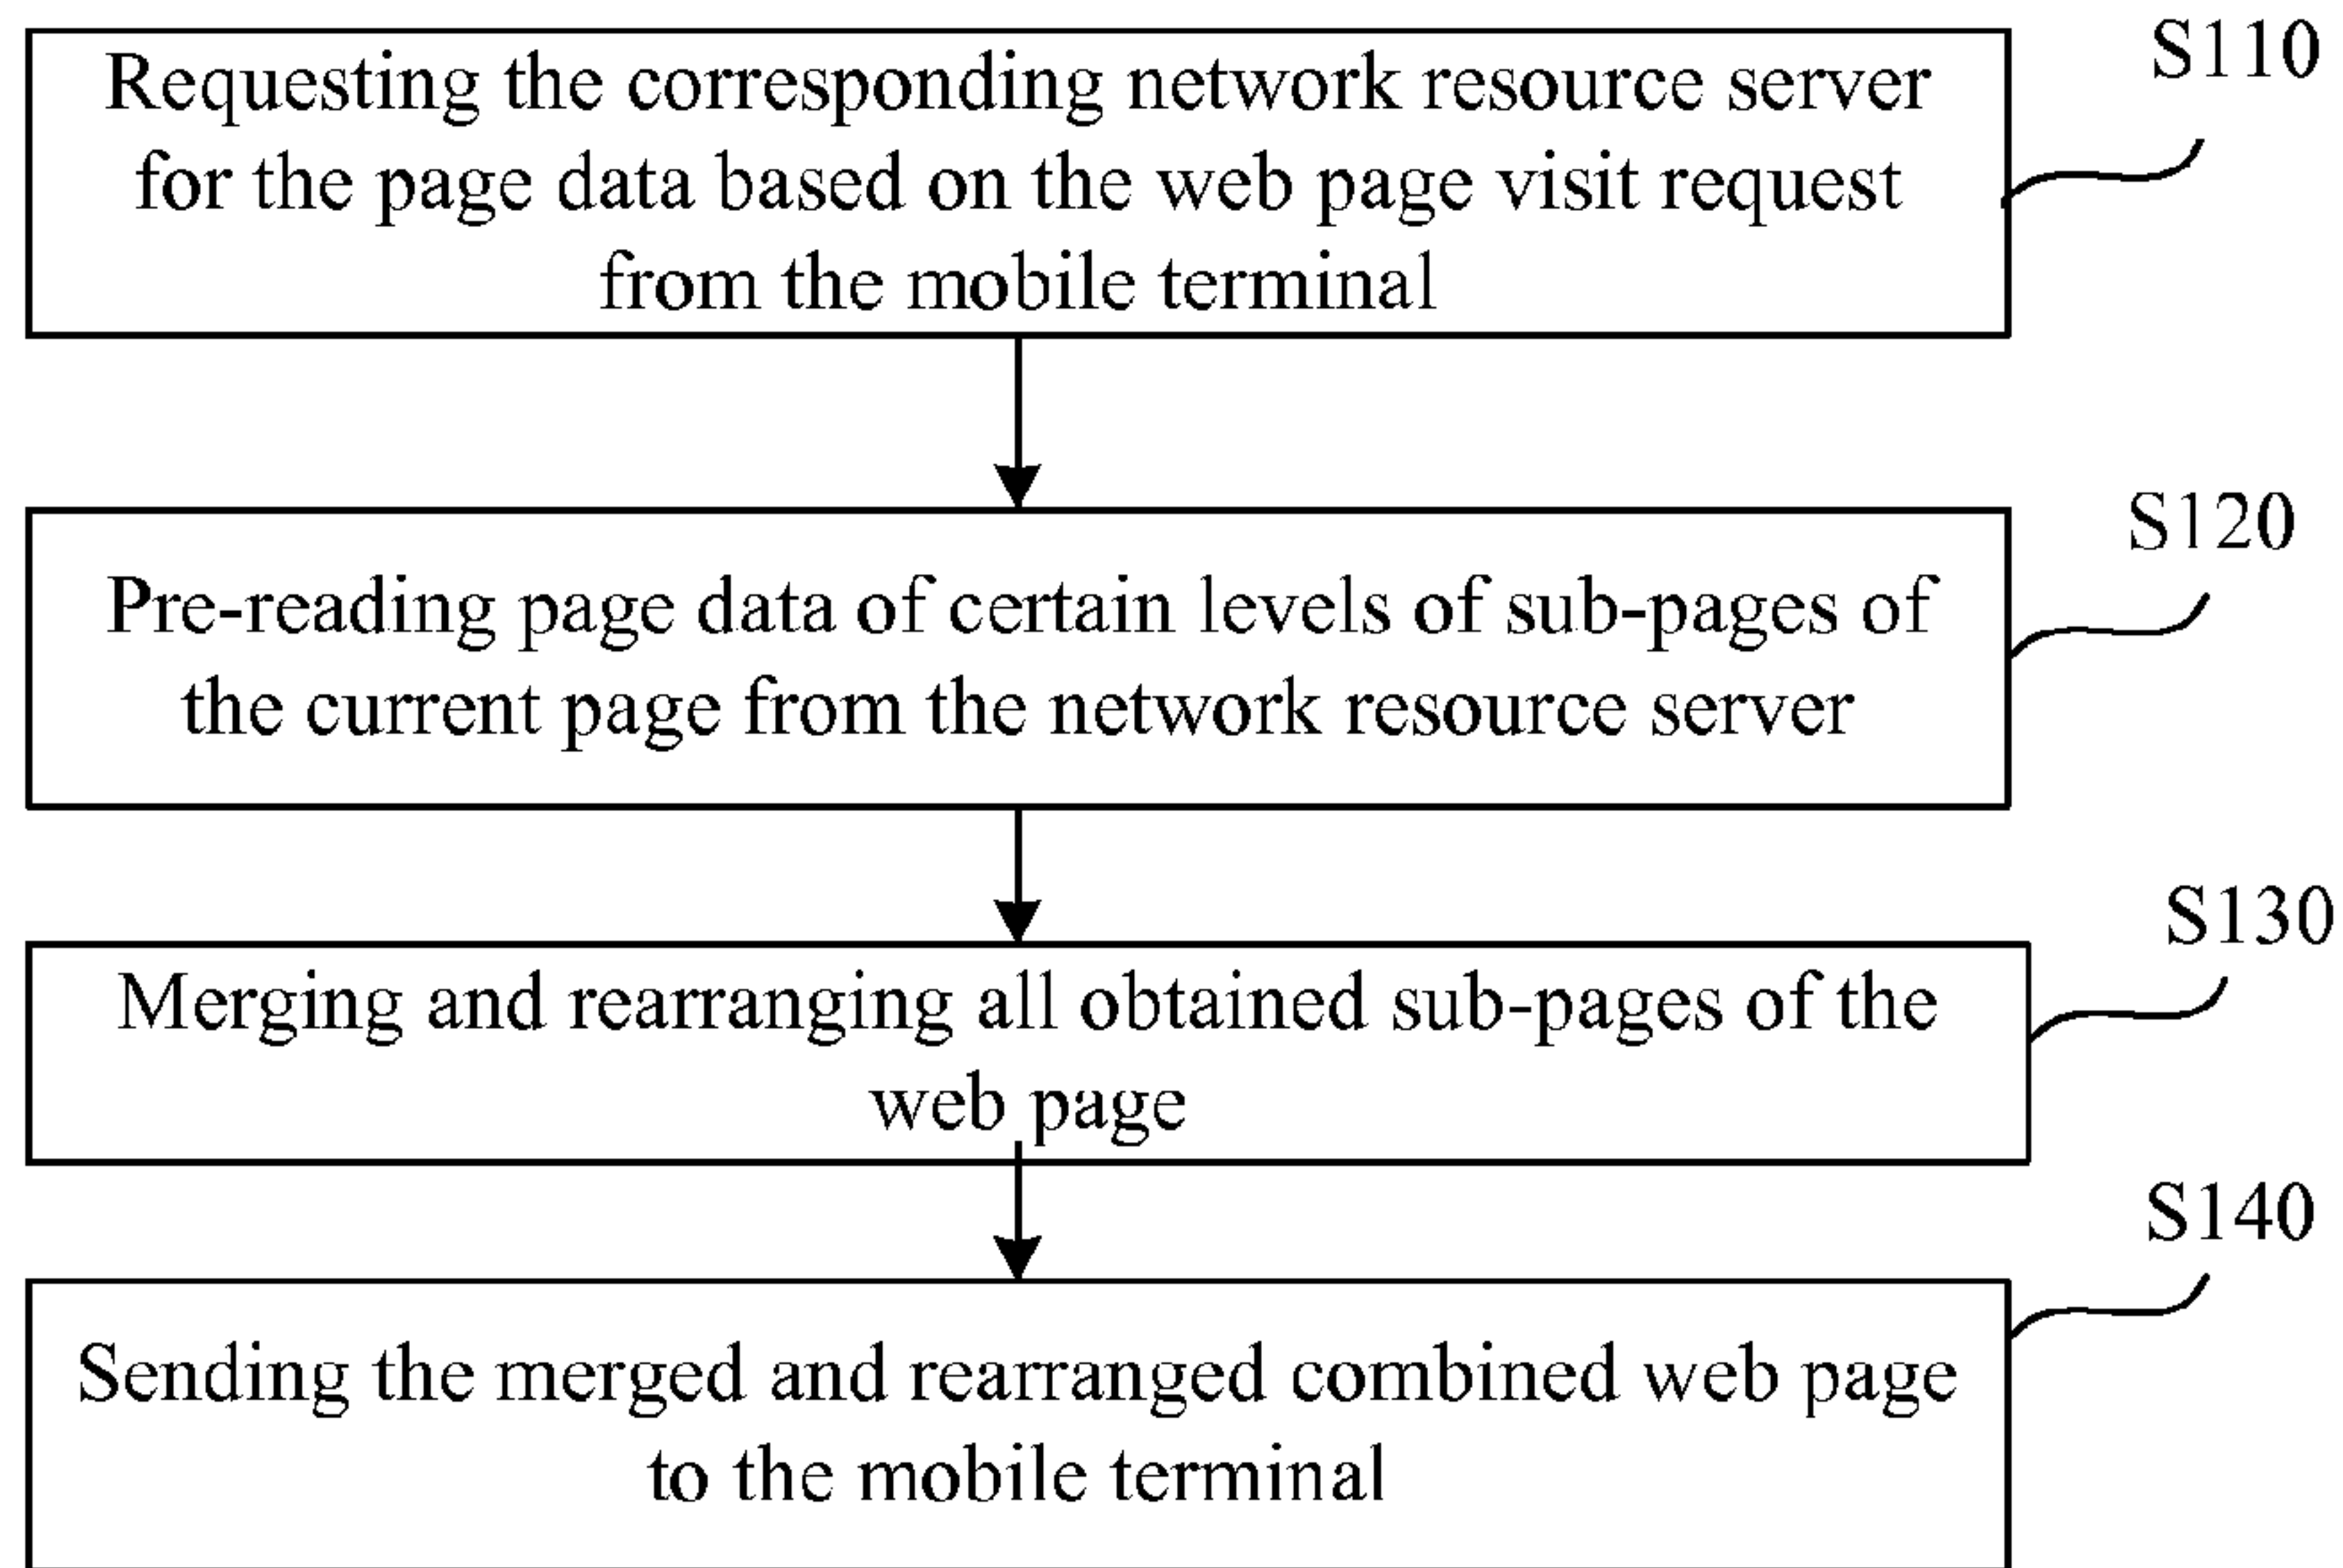 S110
Requesting the corresponding network resource server
for the page data based on the web page visit request
from the mobile terminal
S120
Pre-reading page data of certain levels of sub-pages of
the current page from the network resource server
S130
Merging and rearranging all obtained sub-pages of the
web page
S140
Sending the merged and rearranged combined web page
to the mobile terminal